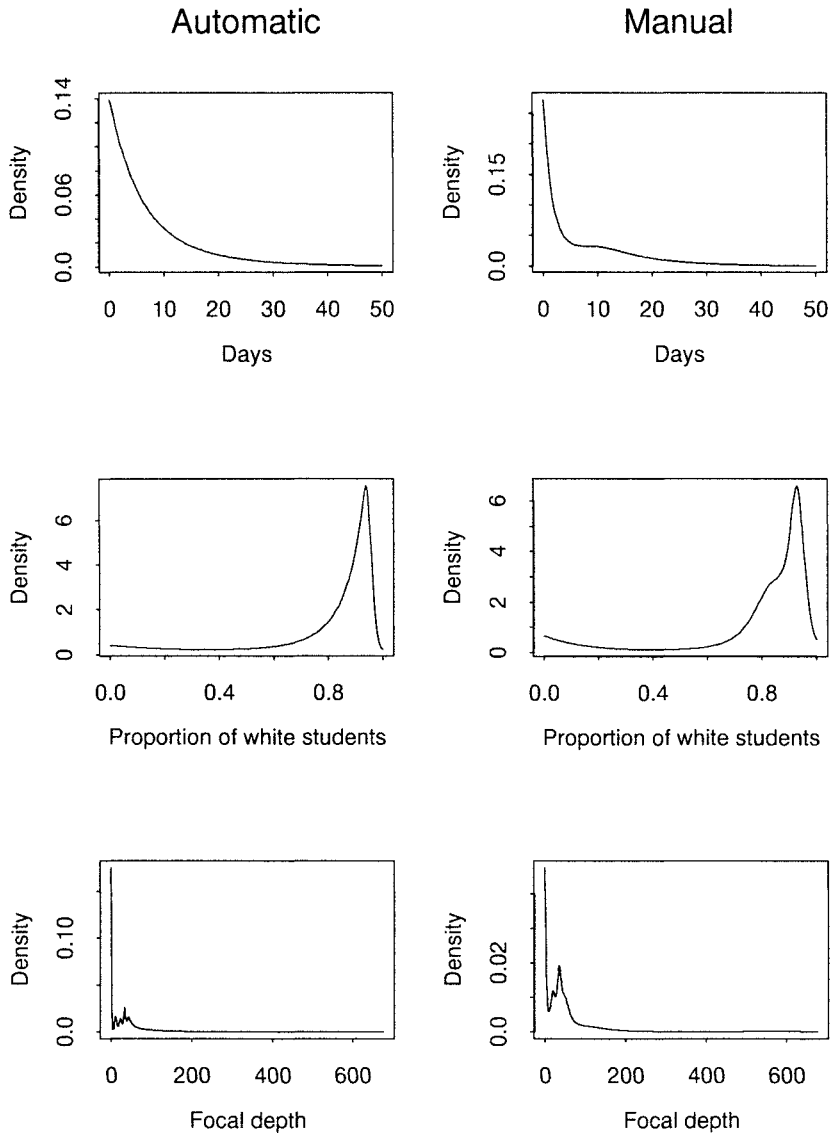 Automatic
Manual
Density
0.0 0.06 0.14
0 10 20 30 40 50
Days
Density
0.0 0.15
0 10 20 30 40 50
Days
Density
0 2 4 6
0.0 0.4 0.8
Proportion of white students
Density
0 2 4 6
0.0 0.4 0.8
Proportion of white students
Density
0.0 0.10
0 200 400 600
Focal depth
Density
0.0 0.02
0 200 400 600
Focal depth